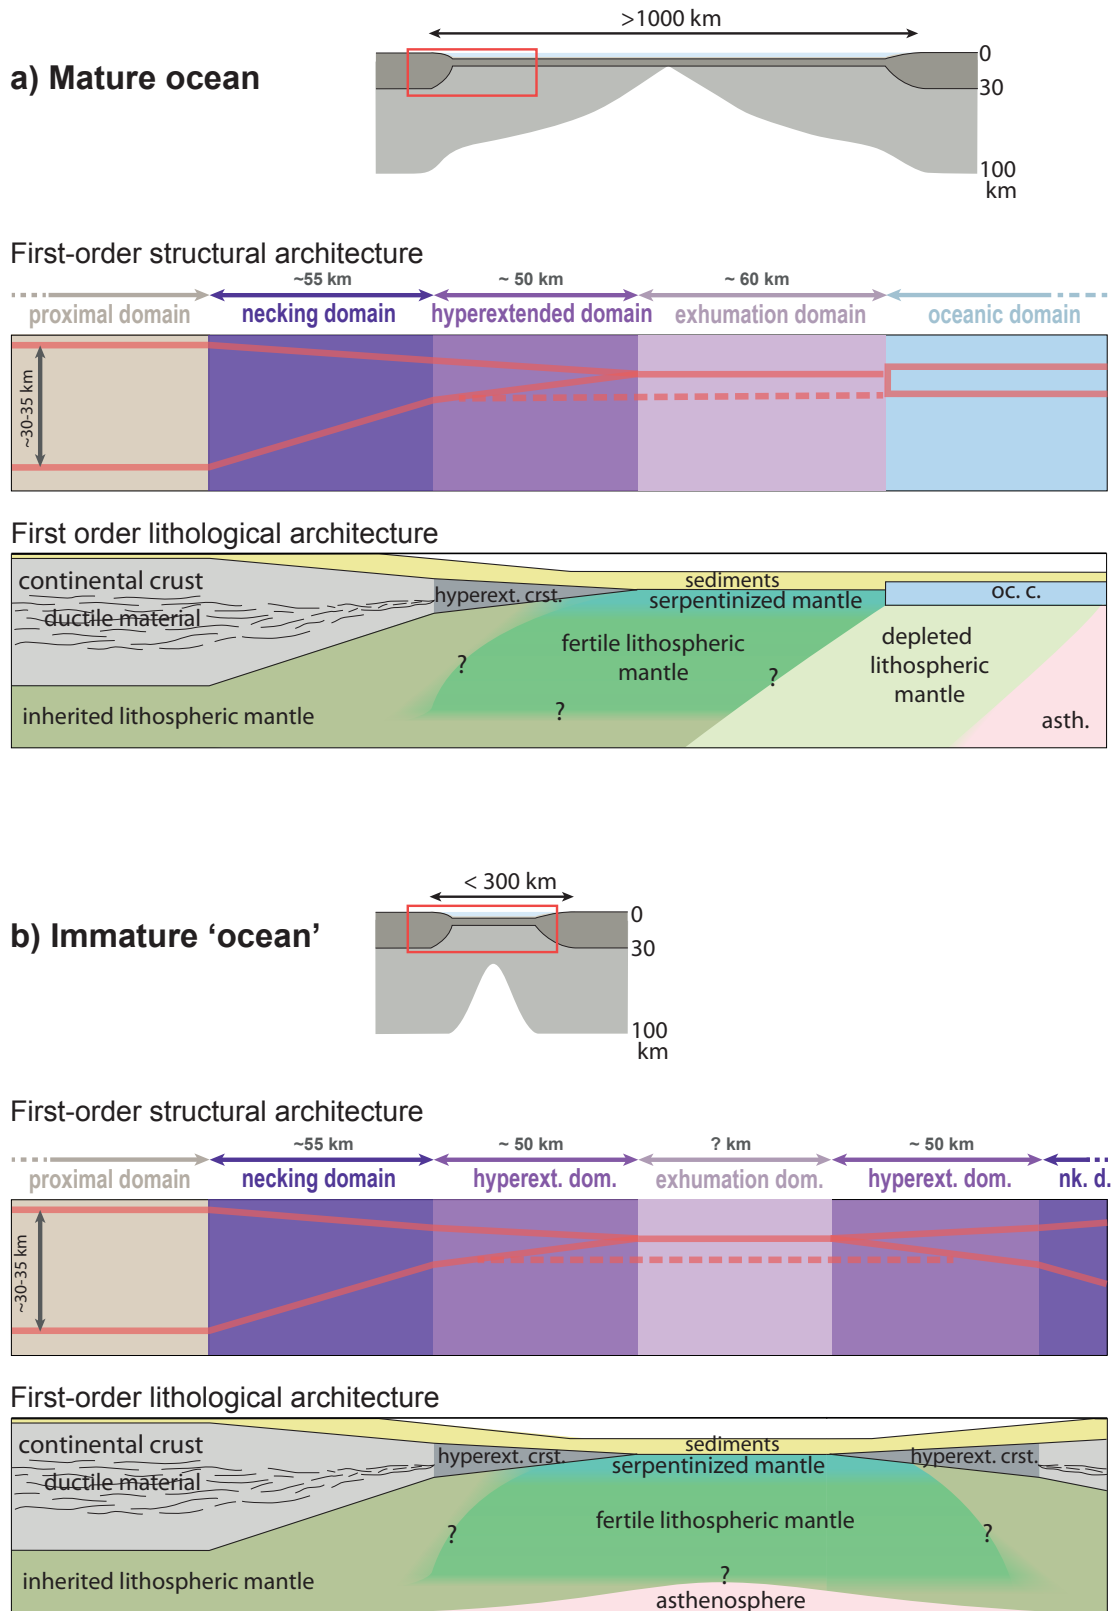 >1000 km
a) Mature ocean
0
30
100
km
First-order structural architecture
~55 km
~ 50 km
~ 60 km
proximal domain
necking domain
hyperextended domain
exhumation domain
oceanic domain
~30-35 km
First order lithological architecture
continental crust
ductile material
hyperext. crst.
sediments
serpentinized mantle
oc. c.
fertile lithospheric
mantle
depleted
lithospheric
mantle
?
?
?
inherited lithospheric mantle
asth.
< 300 km
b) Immature ‘ocean’
0
30
100
km
First-order structural architecture
~55 km
~ 50 km
? km
~ 50 km
proximal domain
necking domain
hyperext. dom.
exhumation dom.
hyperext. dom.
nk. d.
~30-35 km
First-order lithological architecture
continental crust
ductile material
hyperext. crst.
sediments
serpentinized mantle
hyperext. crst.
fertile lithospheric mantle
?
?
?
inherited lithospheric mantle
asthenosphere